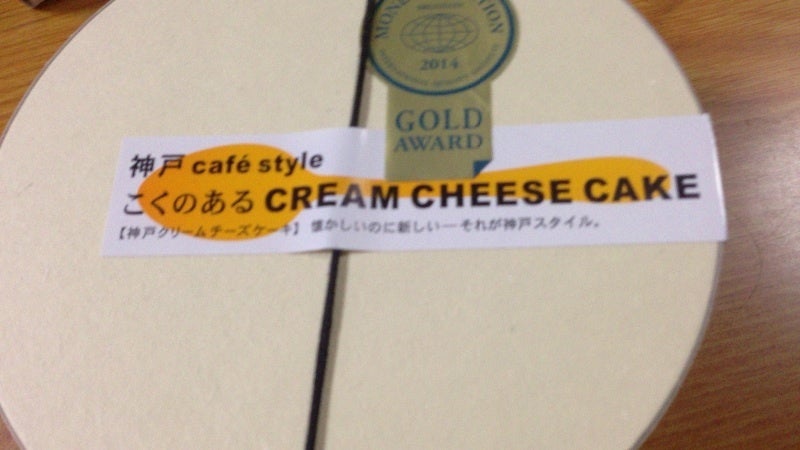 MON
TION
2014
GOLD
AWARD
神戸 café style
こくのある CREAM CHEESE CAKE
【神戸クリームチーズケーキ】 懐かしいのに新しい―それが神戸スタイル。